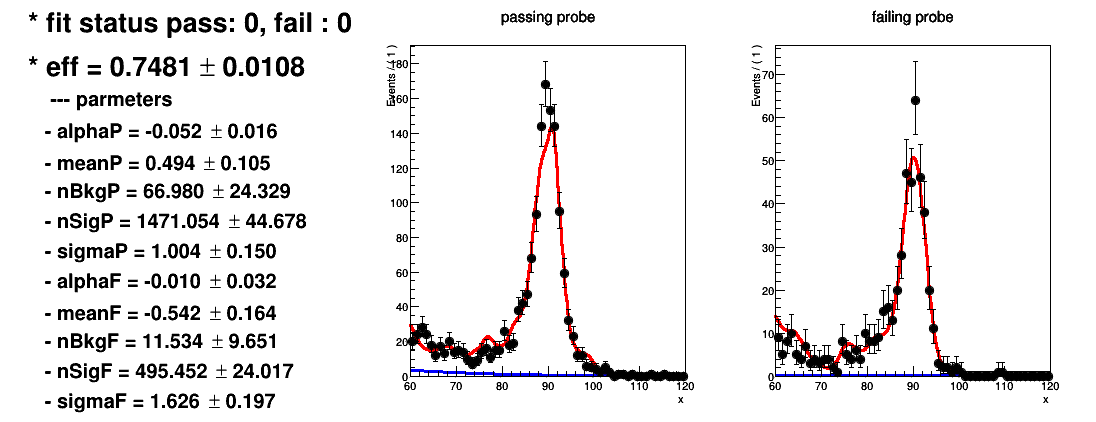 * fit status pass: 0, fail : 0
* eff = 0.7481 ± 0.0108
--- parmeters
- alphaP = -0.052 ± 0.016
- meanP = 0.494 ± 0.105
- nBkgP = 66.980 ± 24.329
- nSigP = 1471.054 ± 44.678
- sigmaP = 1.004 ± 0.150
- alphaF = -0.010 ± 0.032
- meanF = -0.542 ± 0.164
- nBkgF = 11.534 ± 9.651
- nSigF = 495.452 ± 24.017
- sigmaF = 1.626 ± 0.197
passing probe
Events / ( 1 )
180
160
140
120
100
80
60
40
20
0
60 70 80 90 100 110 120
x
failing probe
Events / ( 1 )
70
60
50
40
30
20
10
0
60 70 80 90 100 110 120
x